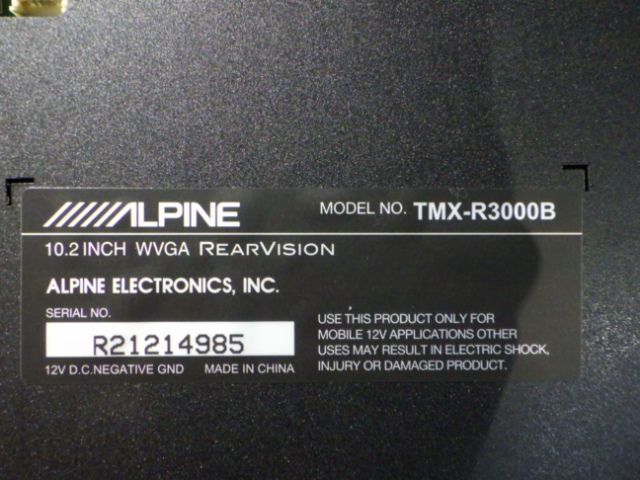 ALPINE MODEL NO. TMX-R3000B
10.2 INCH WVGA REARVISION
ALPINE ELECTRONICS, INC.
SERIAL NO.
R21214985
12V D.C.NEGATIVE GND MADE IN CHINA
USE THIS PRODUCT ONLY FOR
MOBILE 12V APPLICATIONS OTHER
USES MAY RESULT IN ELECTRIC SHOCK,
INJURY OR DAMAGED PRODUCT.